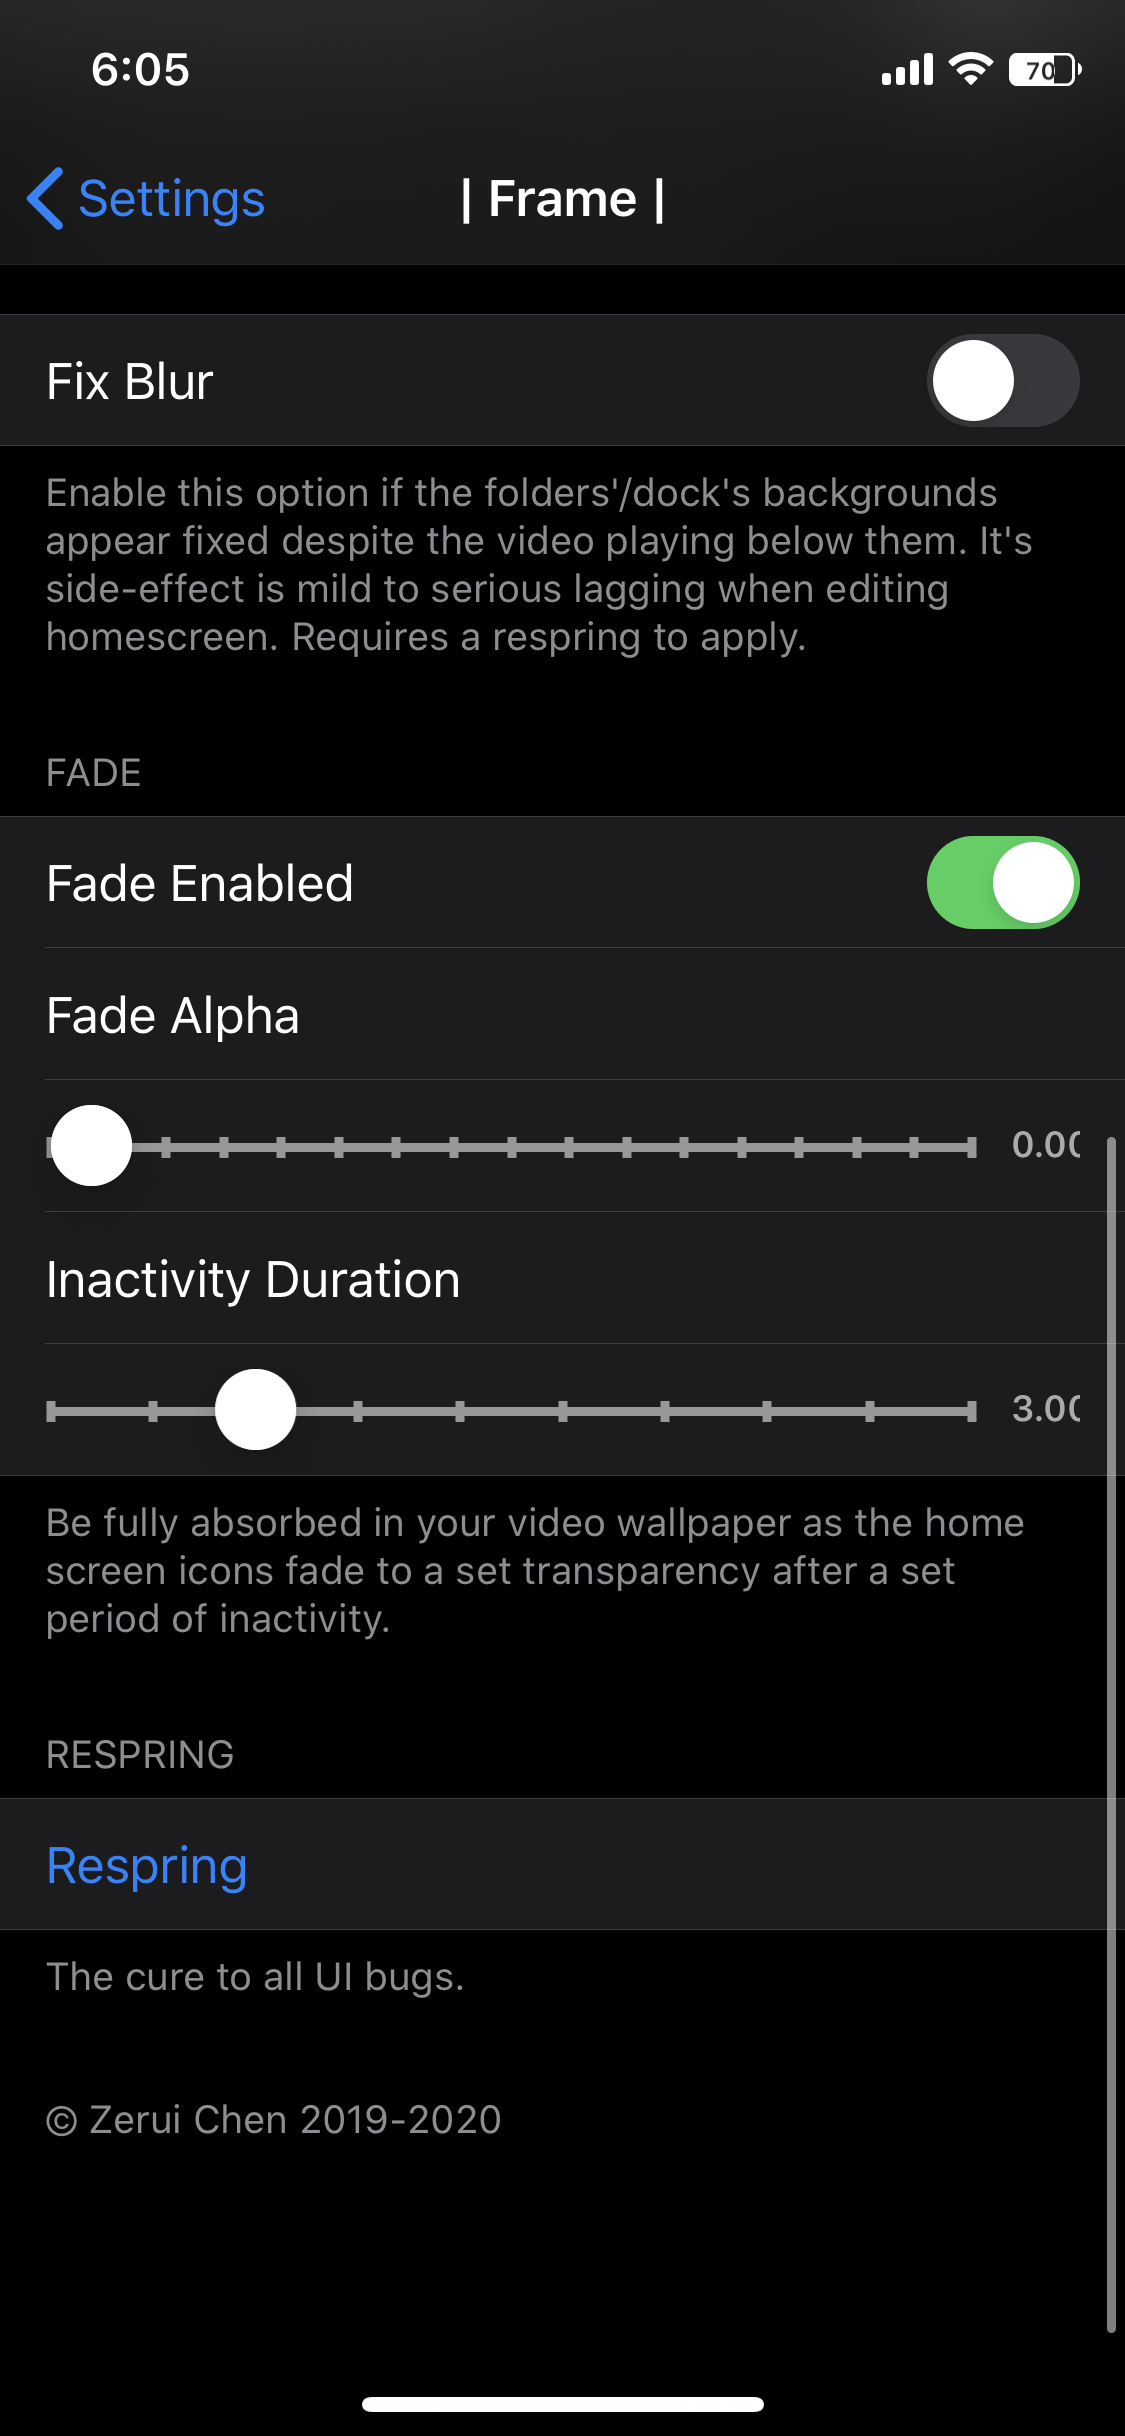 6:05
70
Settings
| Frame |
Fix Blur
Enable this option if the folders'/dock's backgrounds
appear fixed despite the video playing below them. It's
side-effect is mild to serious lagging when editing
homescreen. Requires a respring to apply.
FADE
Fade Enabled
Fade Alpha
0.00
Inactivity Duration
3.00
Be fully absorbed in your video wallpaper as the home
screen icons fade to a set transparency after a set
period of inactivity.
RESPRING
Respring
The cure to all UI bugs.
© Zerui Chen 2019-2020